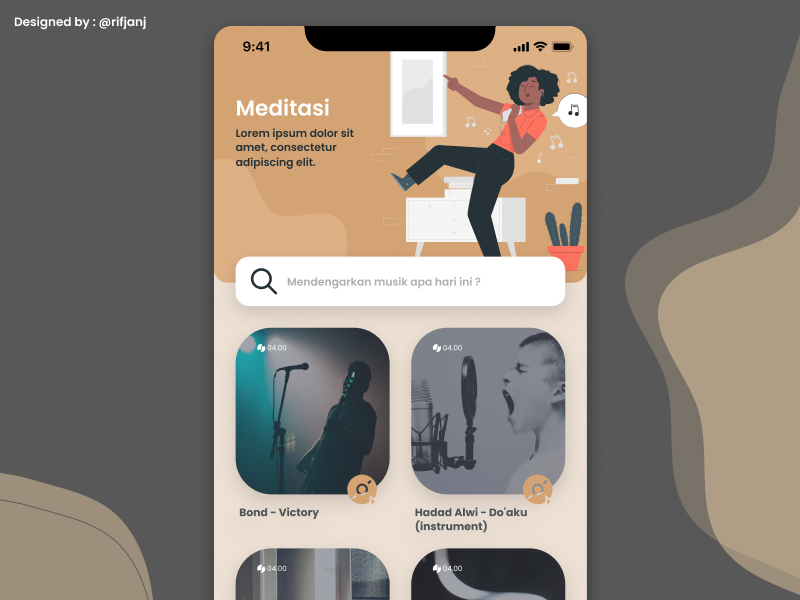 Designed by : @rifjanj
9:41
Meditasi
Lorem ipsum dolor sit
amet, consectetur
adipiscing elit.
Mendengarkan musik apa hari ini ?
04.00
04.00
Bond - Victory
Hadad Alwi - Do'aku
(instrument)
04.00
04.00